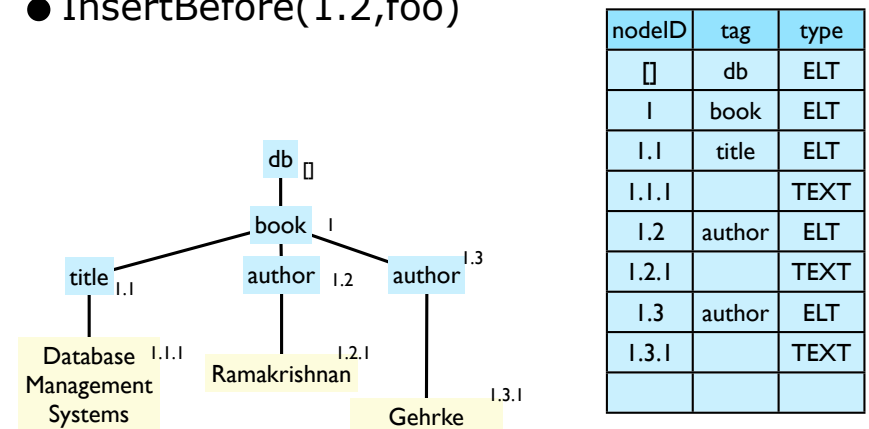 ● InsertBefore(1.2,foo)
db []
book 1
title 1.1
author 1.2
author 1.3
Database 1.1.1
Management
Systems
Ramakrishnan 1.2.1
Gehrke 1.3.1
nodeID tag type
[] db ELT
1 book ELT
1.1 title ELT
1.1.1 TEXT
1.2 author ELT
1.2.1 TEXT
1.3 author ELT
1.3.1 TEXT